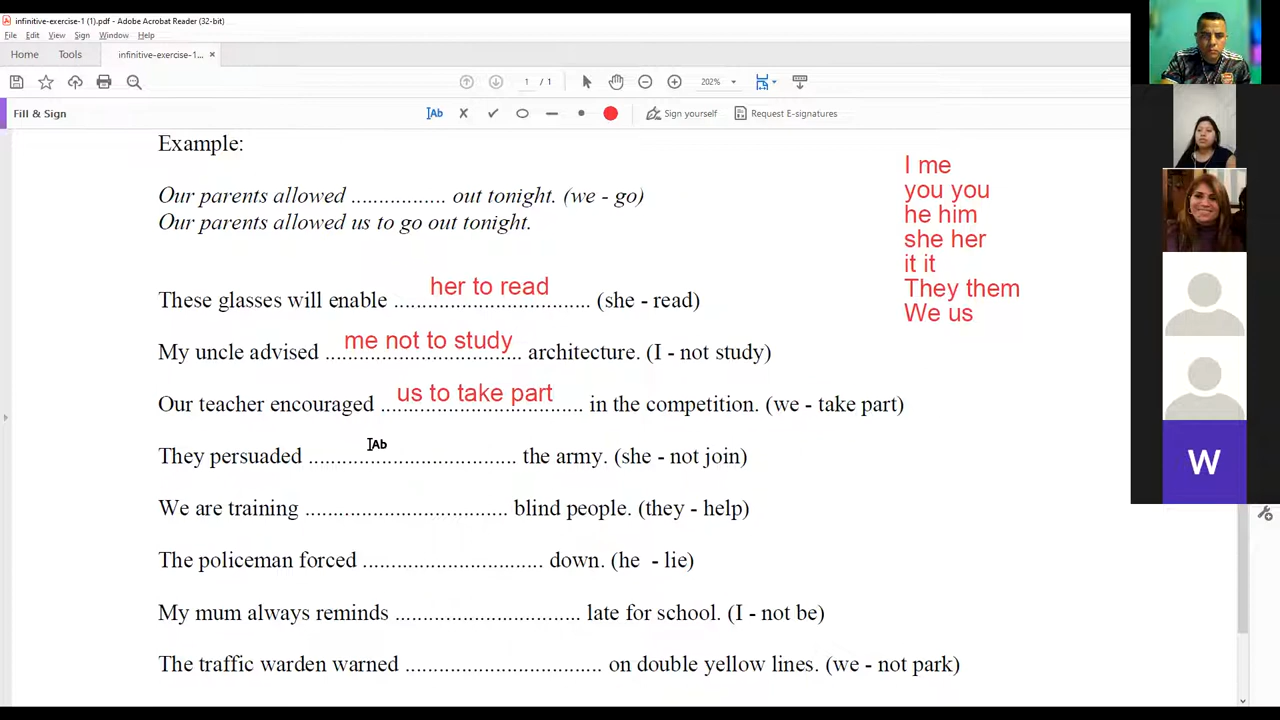 infinitive-exercise-1 (1).pdf - Adobe Acrobat Reader (32-bit)
File Edit View Sign Window Help
Home Tools infinitive-exercise-1... ×
1 / 1 202%
Fill & Sign
Ab Sign yourself Request E-signatures
Example:
Our parents allowed ................. out tonight. (we - go)
Our parents allowed us to go out tonight.
her to read
These glasses will enable .................................... (she - read)
me not to study
My uncle advised .................................... architecture. (I - not study)
us to take part
Our teacher encouraged ..................................... in the competition. (we - take part)
Ab
They persuaded ...................................... the army. (she - not join)
We are training ..................................... blind people. (they - help)
The policeman forced ................................. down. (he  - lie)
My mum always reminds .................................. late for school. (I - not be)
The traffic warden warned .................................... on double yellow lines. (we - not park)
I me
you you
he him
she her
it it
They them
We us
W